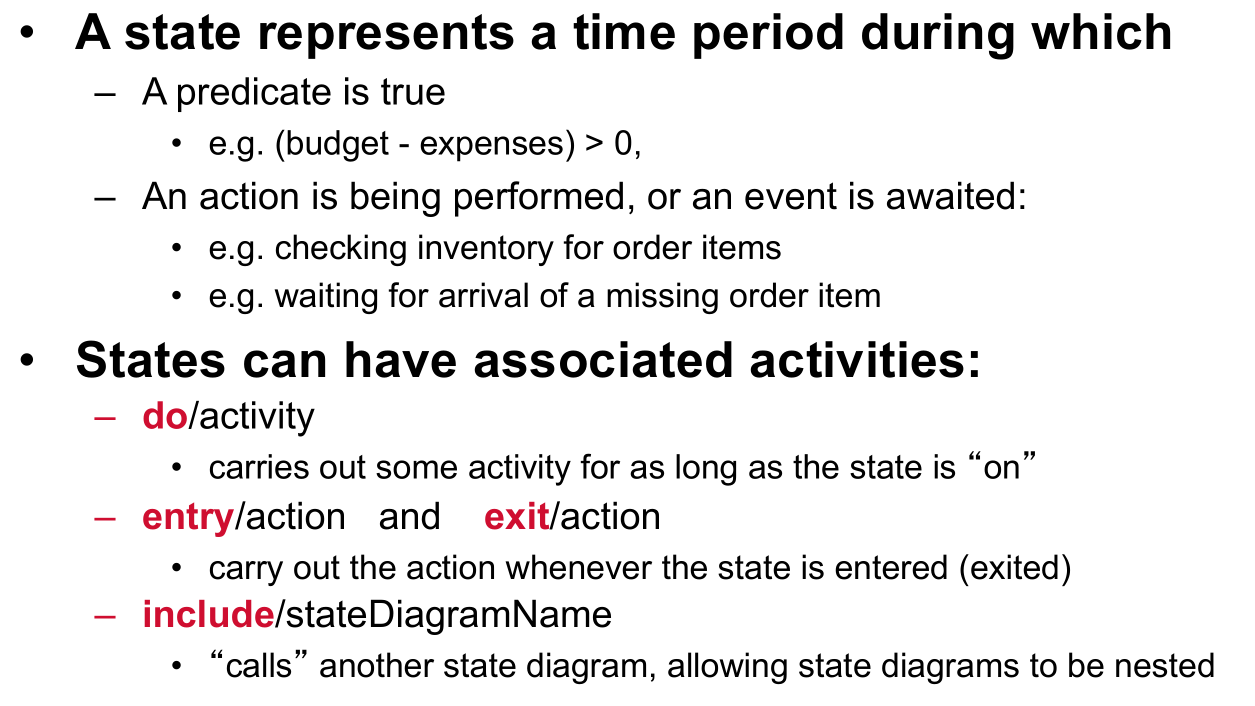 • A state represents a time period during which
– A predicate is true
• e.g. (budget - expenses) > 0,
– An action is being performed, or an event is awaited:
• e.g. checking inventory for order items
• e.g. waiting for arrival of a missing order item
• States can have associated activities:
– do/activity
• carries out some activity for as long as the state is “on”
– entry/action and exit/action
• carry out the action whenever the state is entered (exited)
– include/stateDiagramName
• “calls” another state diagram, allowing state diagrams to be nested